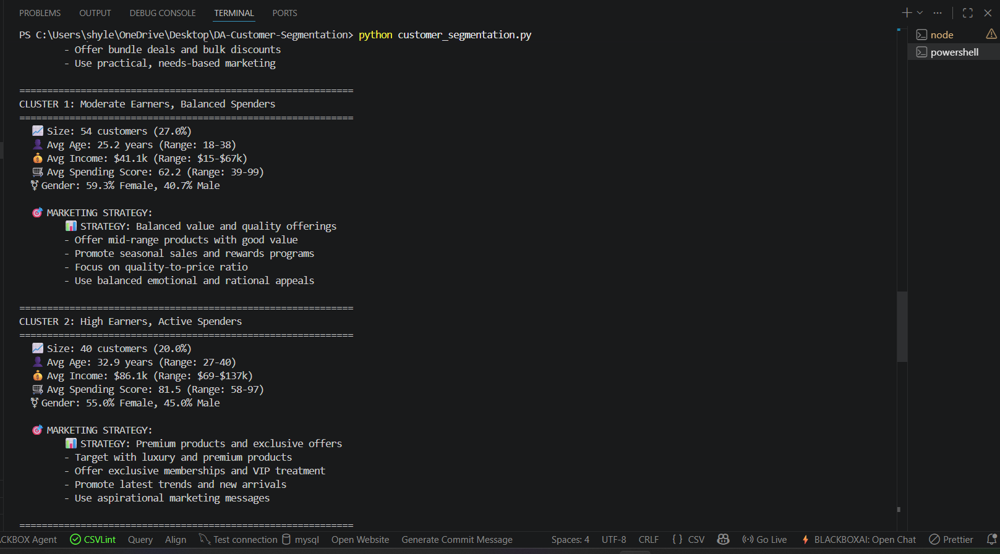 PROBLEMS OUTPUT DEBUG CONSOLE TERMINAL PORTS
PS C:\Users\shyle\OneDrive\Desktop\DA-Customer-Segmentation> python customer_segmentation.py
- Offer bundle deals and bulk discounts
- Use practical, needs-based marketing
============================================================
CLUSTER 1: Moderate Earners, Balanced Spenders
============================================================
Size: 54 customers (27.0%)
Avg Age: 25.2 years (Range: 18-38)
Avg Income: $41.1k (Range: $15-$67k)
Avg Spending Score: 62.2 (Range: 39-99)
Gender: 59.3% Female, 40.7% Male
MARKETING STRATEGY:
STRATEGY: Balanced value and quality offerings
- Offer mid-range products with good value
- Promote seasonal sales and rewards programs
- Focus on quality-to-price ratio
- Use balanced emotional and rational appeals
============================================================
CLUSTER 2: High Earners, Active Spenders
============================================================
Size: 40 customers (20.0%)
Avg Age: 32.9 years (Range: 27-40)
Avg Income: $86.1k (Range: $69-$137k)
Avg Spending Score: 81.5 (Range: 58-97)
Gender: 55.0% Female, 45.0% Male
MARKETING STRATEGY:
STRATEGY: Premium products and exclusive offers
- Target with luxury and premium products
- Offer exclusive memberships and VIP treatment
- Promote latest trends and new arrivals
- Use aspirational marketing messages
============================================================
node
powershell
CKBOX Agent CSVLint Query Align Test connection mysql Open Website Generate Commit Message Spaces: 4 UTF-8 CRLF { } CSV Go Live BLACKBOXAI: Open Chat Prettier